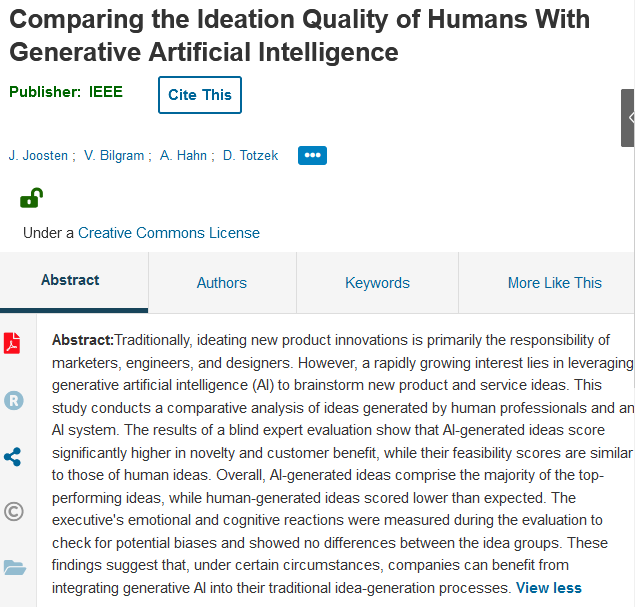 Comparing the Ideation Quality of Humans With
Generative Artificial Intelligence
Publisher: IEEE
Cite This
J. Joosten ; V. Bilgram ; A. Hahn ; D. Totzek
Under a Creative Commons License
Abstract
Authors
Keywords
More Like This
Abstract:Traditionally, ideating new product innovations is primarily the responsibility of
marketers, engineers, and designers. However, a rapidly growing interest lies in leveraging
generative artificial intelligence (AI) to brainstorm new product and service ideas. This
study conducts a comparative analysis of ideas generated by human professionals and an
AI system. The results of a blind expert evaluation show that AI-generated ideas score
significantly higher in novelty and customer benefit, while their feasibility scores are similar
to those of human ideas. Overall, AI-generated ideas comprise the majority of the top-
performing ideas, while human-generated ideas scored lower than expected. The
executive's emotional and cognitive reactions were measured during the evaluation to
check for potential biases and showed no differences between the idea groups. These
findings suggest that, under certain circumstances, companies can benefit from
integrating generative AI into their traditional idea-generation processes. View less
R
©